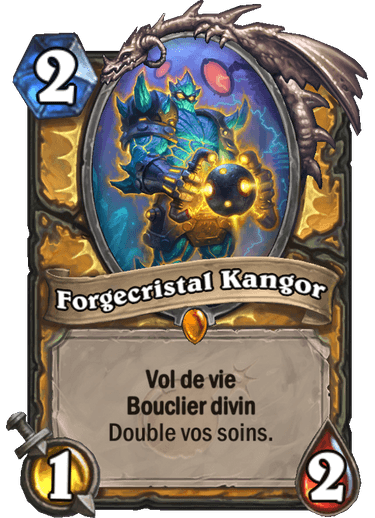 2
Forgecristal Kangor
Vol de vie
Bouclier divin
Double vos soins.
1
2